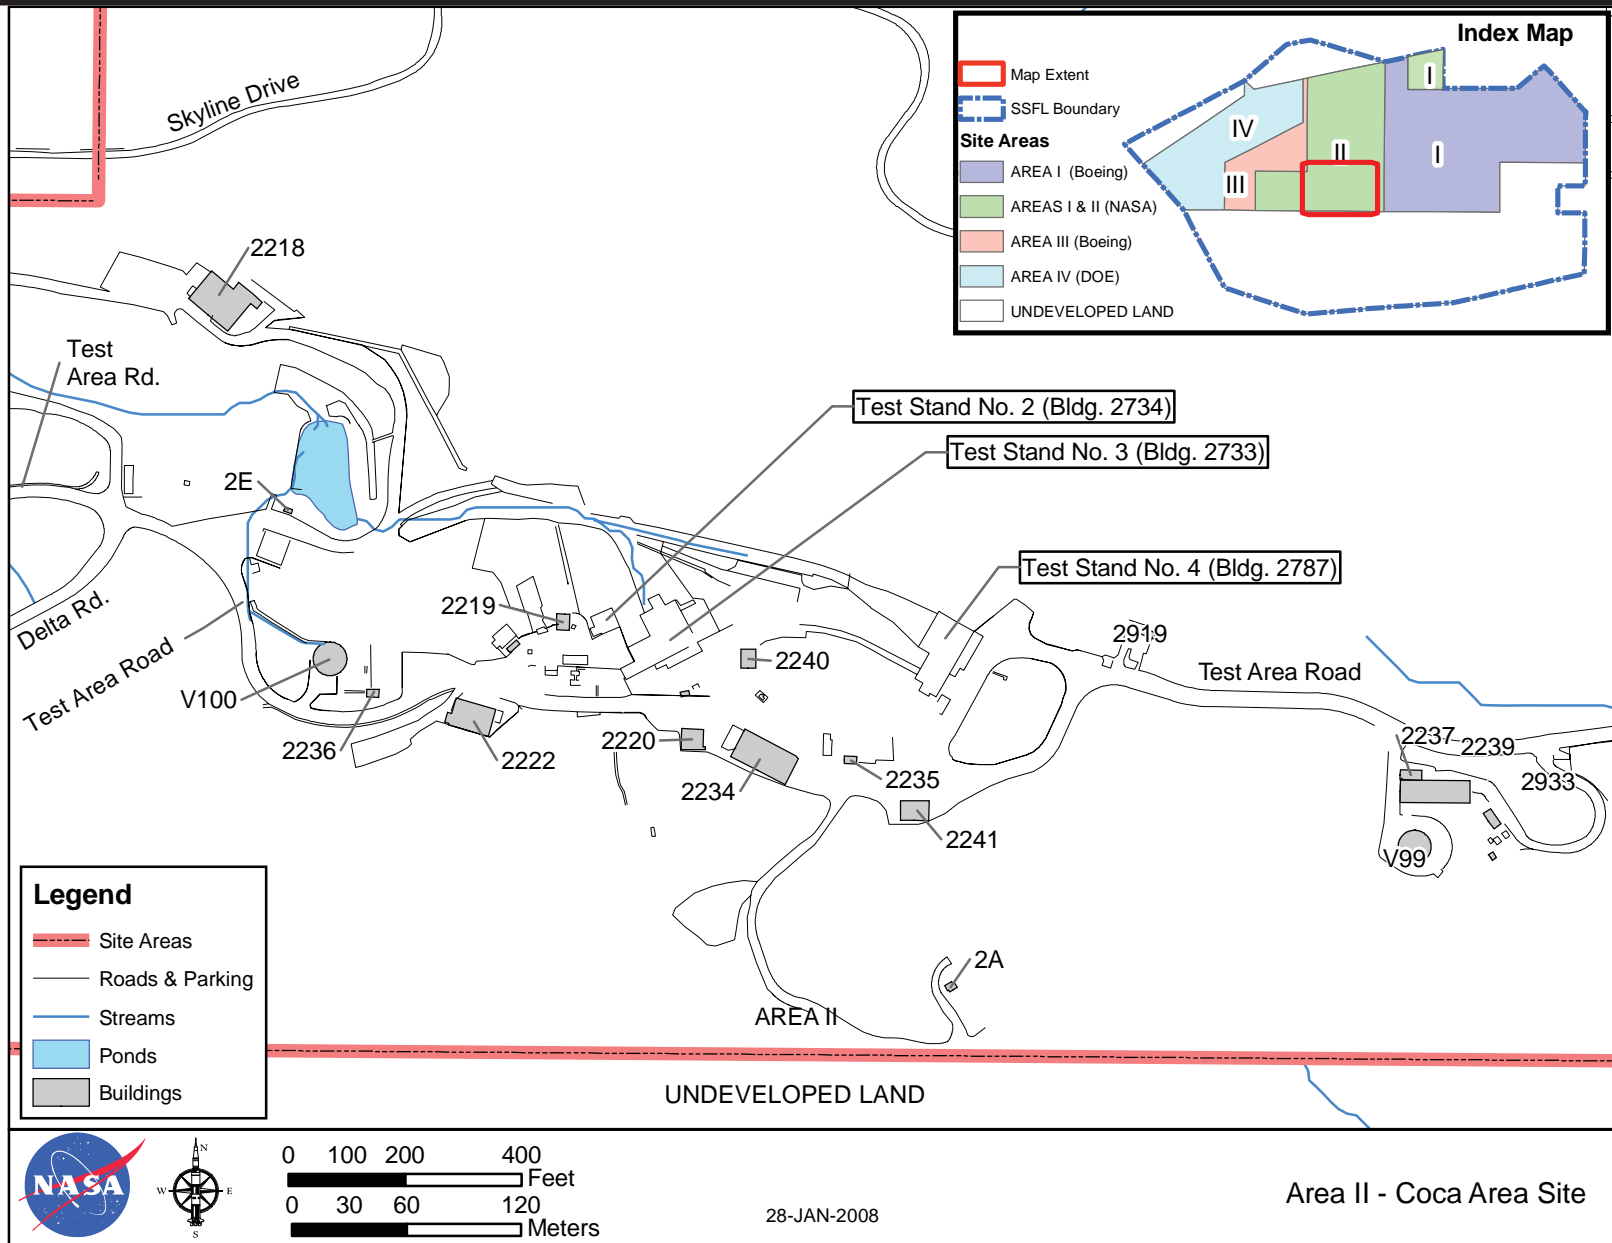 Index Map
Map Extent
SSFL Boundary
Site Areas
AREA I (Boeing)
AREAS I & II (NASA)
AREA III (Boeing)
AREA IV (DOE)
UNDEVELOPED LAND
I
IV
II
I
III
Skyline Drive
2218
Test
Area Rd.
Test Stand No. 2 (Bldg. 2734)
Test Stand No. 3 (Bldg. 2733)
2E
Test Stand No. 4 (Bldg. 2787)
2219
Delta Rd.
2919
2240
Test Area Road
Test Area Road
V100
2236
2222
2220
2237
2239
2234
2235
2933
2241
V99
2A
AREA II
UNDEVELOPED LAND
Legend
Site Areas
Roads & Parking
Streams
Ponds
Buildings
NASA
N
W E
S
0 100 200 400
Feet
0 30 60 120
Meters
28-JAN-2008
Area II - Coca Area Site